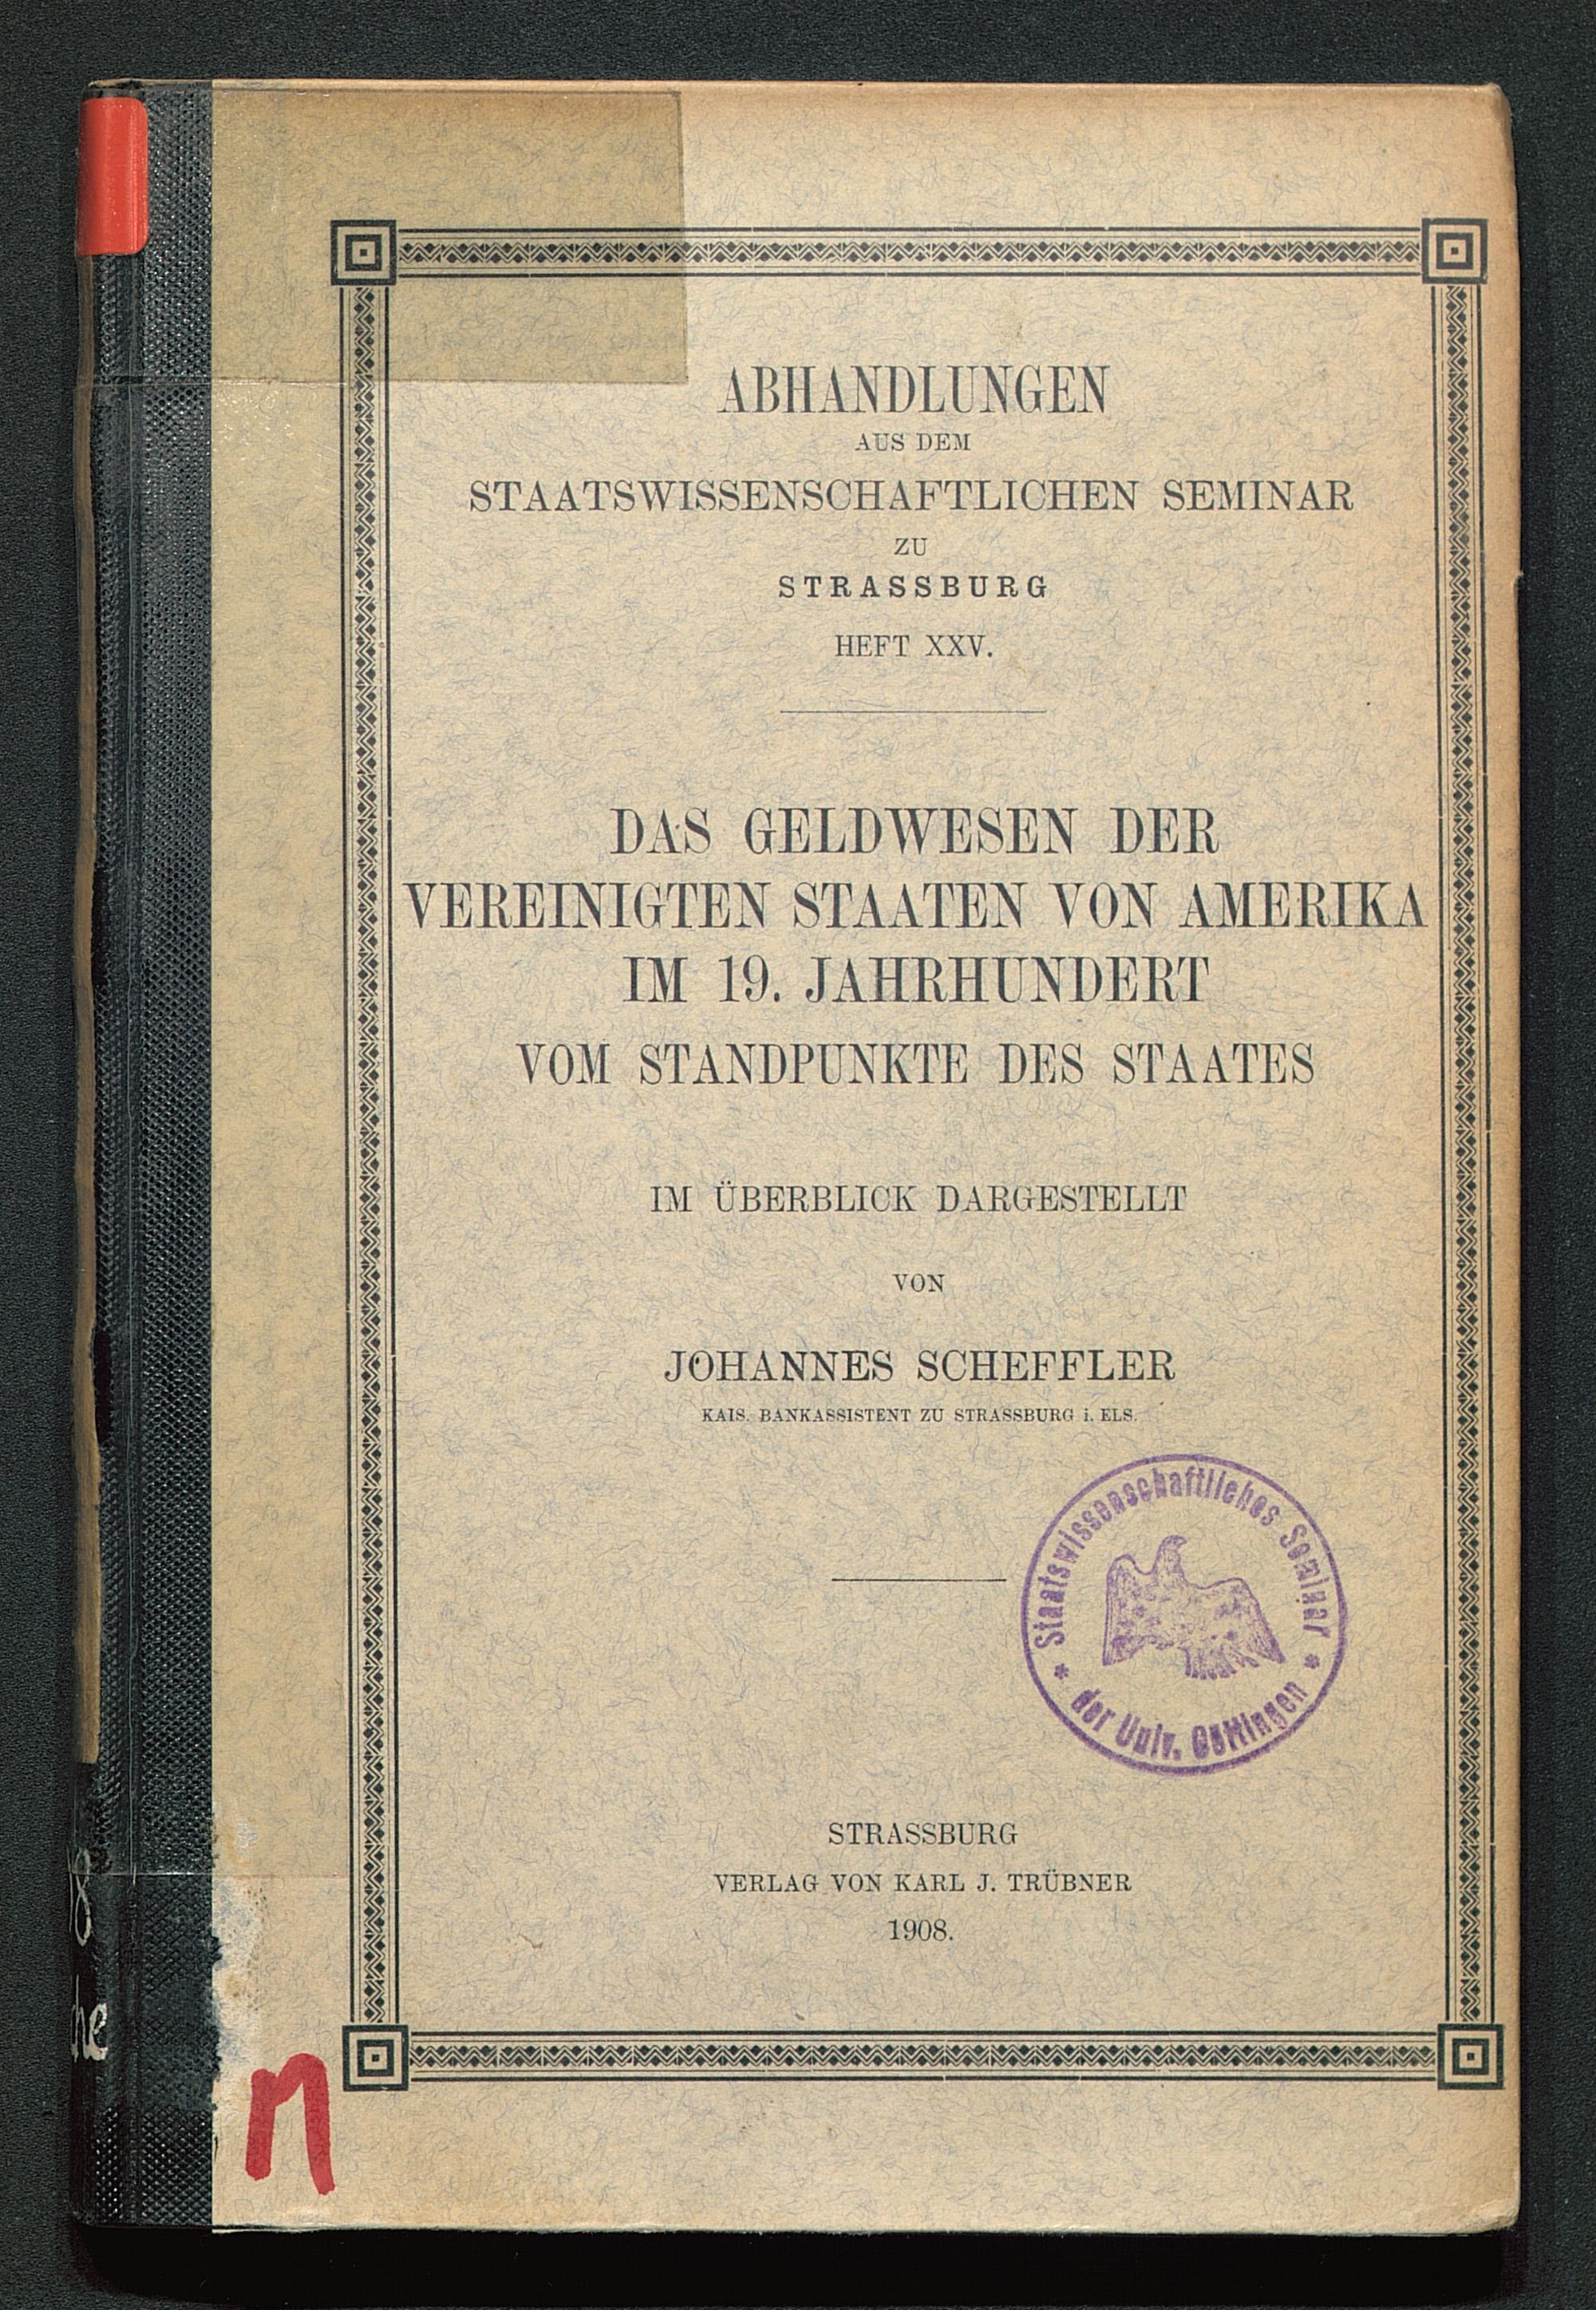 ABHANDLUNGEN
AUS DEM
STAATSWISSENSCHAFTLICHEN SEMINAR
ZU
STRASSBURG
HEFT XXV.
DAS GELDWESEN DER
VEREINIGTEN STAATEN VON AMERIKA
IM 19. JAHRHUNDERT
VOM STANDPUNKTE DES STAATES
IM ÜBERBLICK DARGESTELLT
VON
JOHANNES SCHEFFLER
KAIS. BANKASSISTENT ZU STRASSBURG i. ELS.
Staatswissenschaftliches Seminar
* der Univ. Göttingen *
STRASSBURG
VERLAG VON KARL J. TRÜBNER
1908.
8
he
n